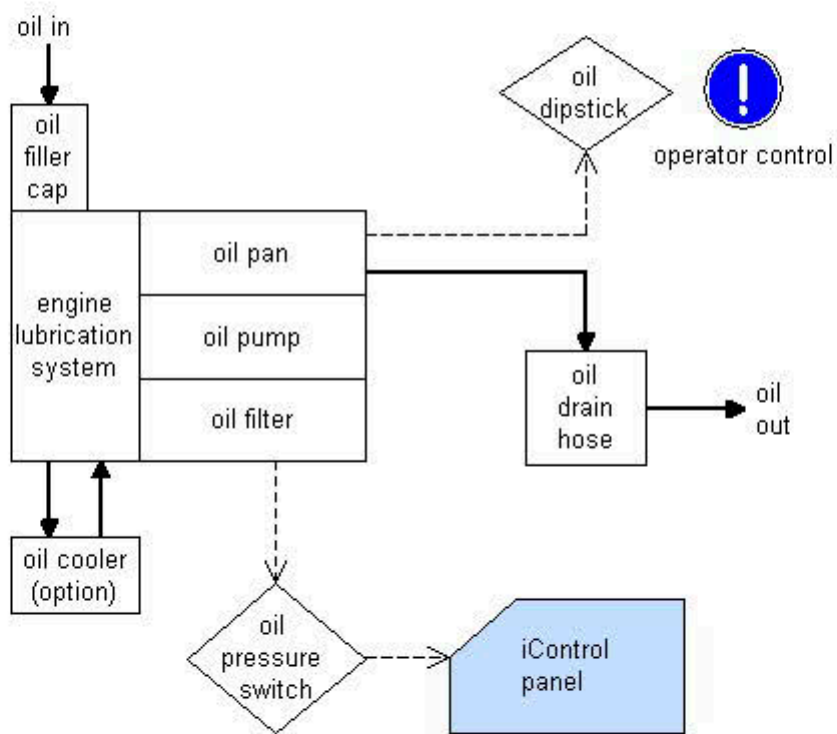 oil in
oil
filler
cap
oil
dipstick
!
operator control
engine
lubrication
system
oil pan
oil pump
oil filter
oil
drain
hose
oil
out
oil cooler
(option)
oil
pressure
switch
iControl
panel